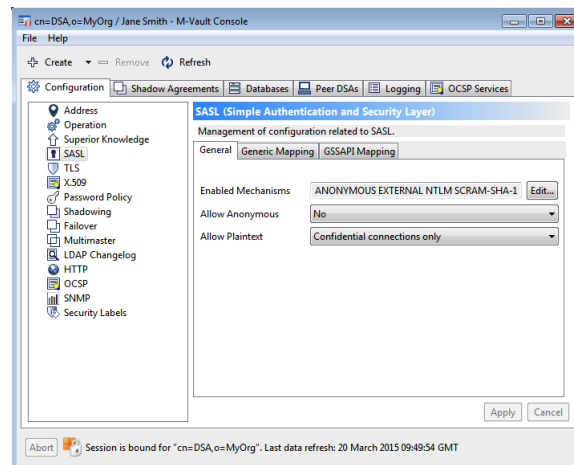 cn=DSA,o=MyOrg / Jane Smith - M-Vault Console
File Help
Create Remove Refresh
Configuration Shadow Agreements Databases Peer DSAs Logging OCSP Services
Address
Operation
Superior Knowledge
SASL
TLS
X.509
Password Policy
Shadowing
Failover
Multimaster
LDAP Changelog
HTTP
OCSP
SNMP
Security Labels
SASL (Simple Authentication and Security Layer)
Management of configuration related to SASL.
General Generic Mapping GSSAPI Mapping
Enabled Mechanisms ANONYMOUS EXTERNAL NTLM SCRAM-SHA-1 Edit...
Allow Anonymous No
Allow Plaintext Confidential connections only
Apply Cancel
Abort Session is bound for "cn=DSA,o=MyOrg". Last data refresh: 20 March 2015 09:49:54 GMT